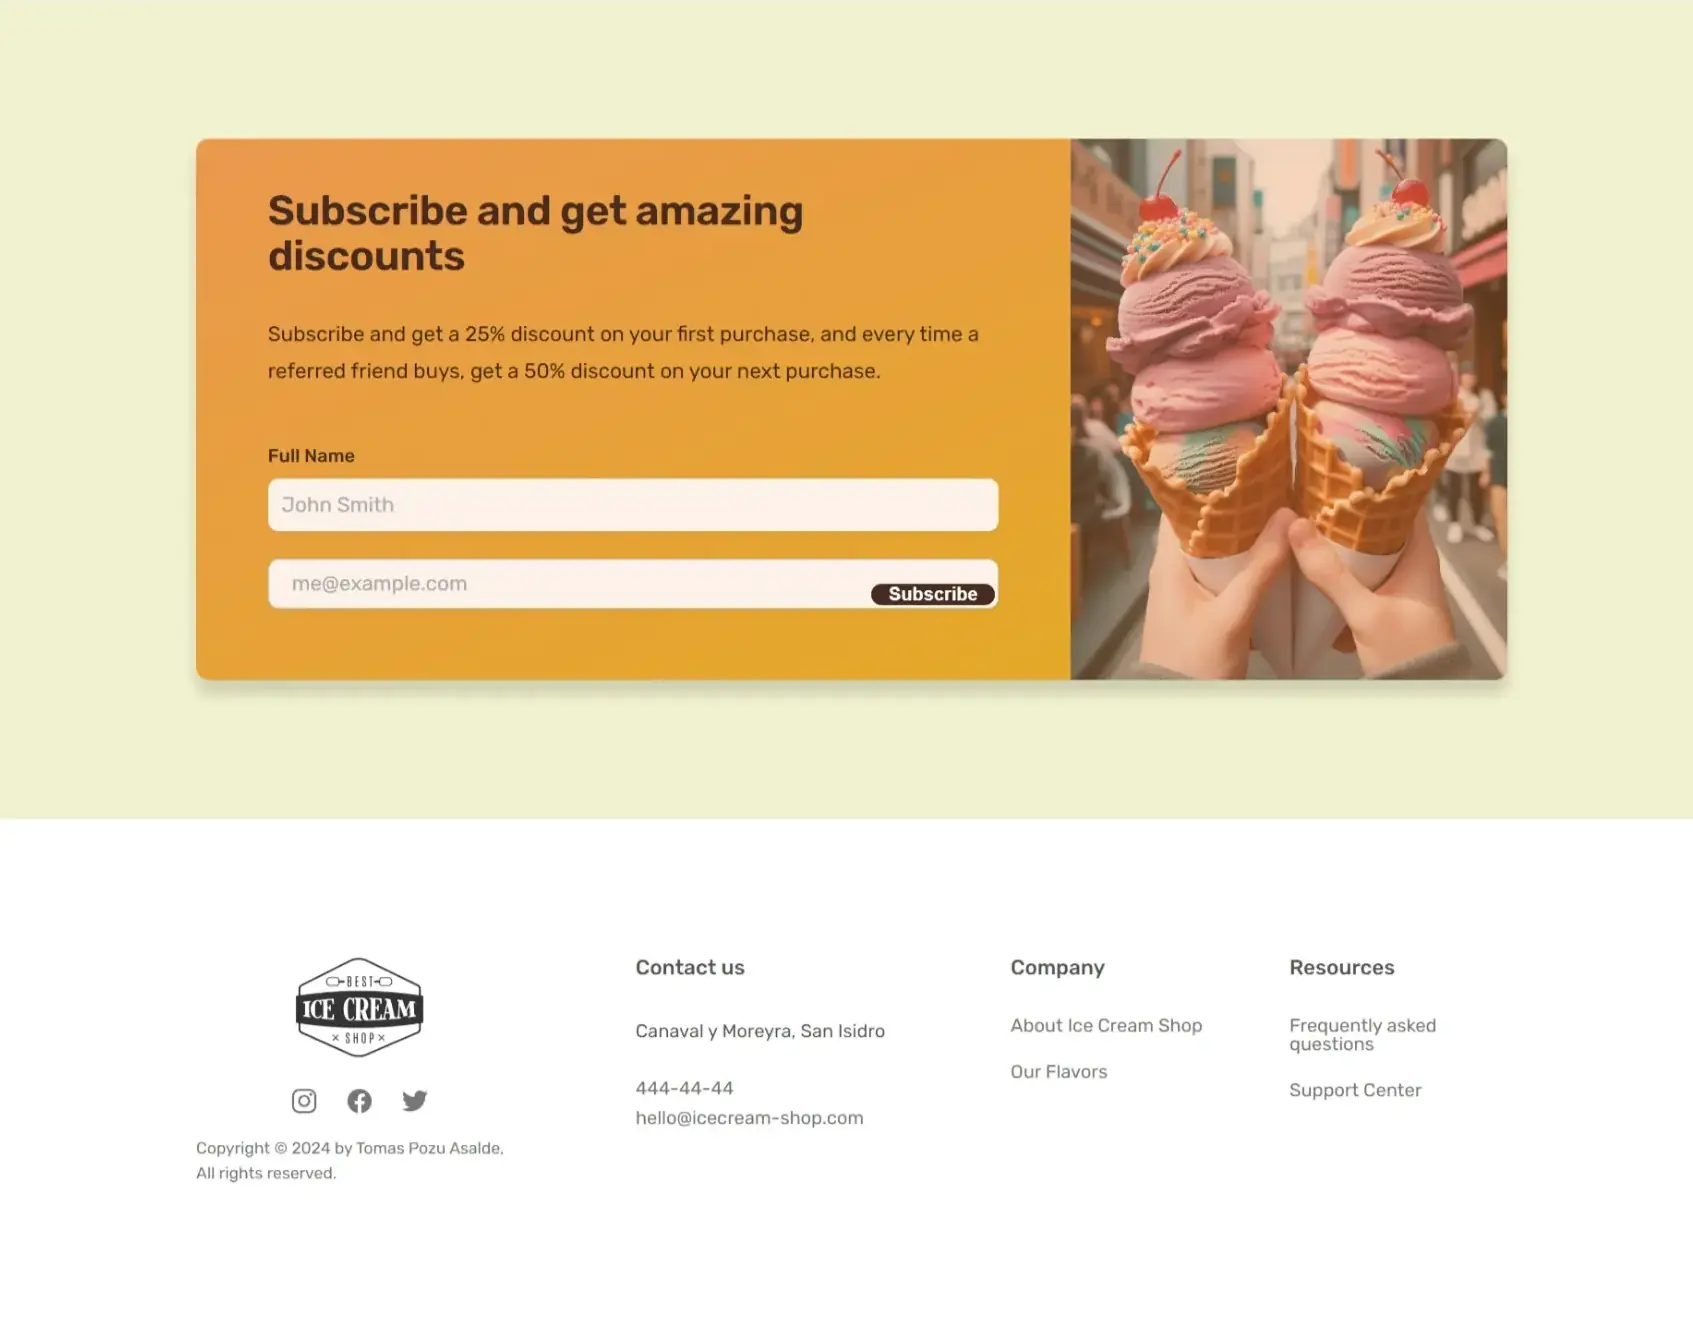 Subscribe and get amazing
discounts
Subscribe and get a 25% discount on your first purchase, and every time a
referred friend buys, get a 50% discount on your next purchase.
Full Name
John Smith
me@example.com
Subscribe
BEST
ICE CREAM
× SHOP ×
Copyright © 2024 by Tomas Pozu Asalde.
All rights reserved.
Contact us
Canaval y Moreyra, San Isidro
444-44-44
hello@icecream-shop.com
Company
About Ice Cream Shop
Our Flavors
Resources
Frequently asked
questions
Support Center